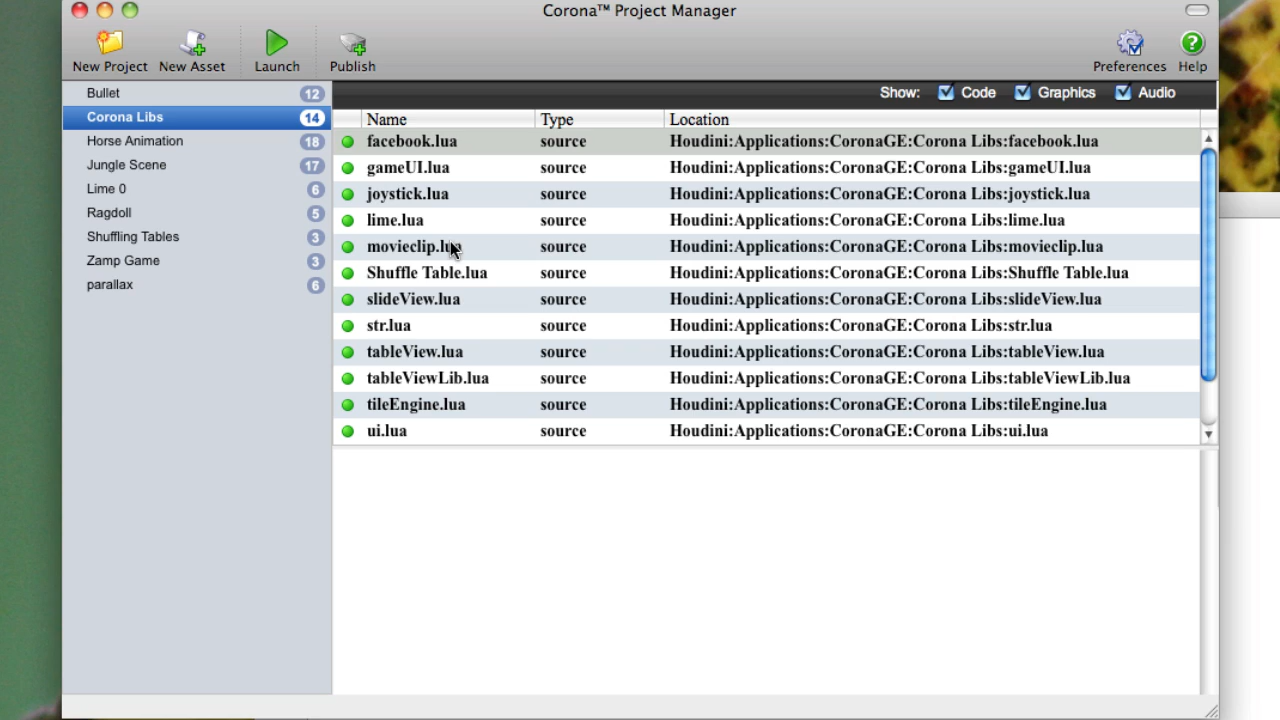 Corona™ Project Manager
New Project New Asset Launch Publish Preferences Help
Show: Code Graphics Audio
Bullet 12
Corona Libs 14
Horse Animation 18
Jungle Scene 17
Lime 0 6
Ragdoll 5
Shuffling Tables 3
Zamp Game 3
parallax 6
Name Type Location
facebook.lua source Houdini:Applications:CoronaGE:Corona Libs:facebook.lua
gameUI.lua source Houdini:Applications:CoronaGE:Corona Libs:gameUI.lua
joystick.lua source Houdini:Applications:CoronaGE:Corona Libs:joystick.lua
lime.lua source Houdini:Applications:CoronaGE:Corona Libs:lime.lua
movieclip.lua source Houdini:Applications:CoronaGE:Corona Libs:movieclip.lua
Shuffle Table.lua source Houdini:Applications:CoronaGE:Corona Libs:Shuffle Table.lua
slideView.lua source Houdini:Applications:CoronaGE:Corona Libs:slideView.lua
str.lua source Houdini:Applications:CoronaGE:Corona Libs:str.lua
tableView.lua source Houdini:Applications:CoronaGE:Corona Libs:tableView.lua
tableViewLib.lua source Houdini:Applications:CoronaGE:Corona Libs:tableViewLib.lua
tileEngine.lua source Houdini:Applications:CoronaGE:Corona Libs:tileEngine.lua
ui.lua source Houdini:Applications:CoronaGE:Corona Libs:ui.lua